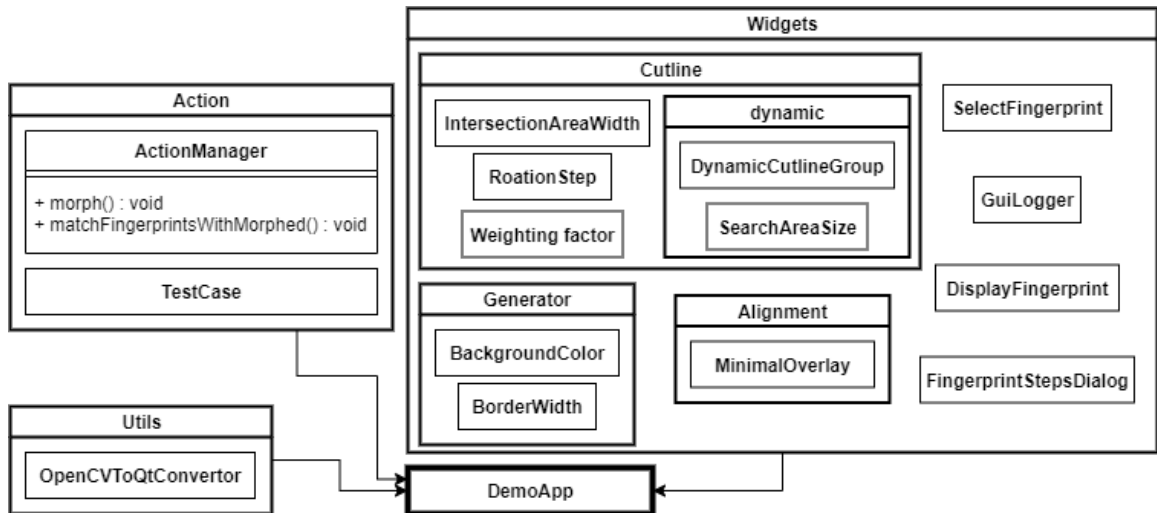 Action
ActionManager
+ morph() : void
+ matchFingerprintsWithMorphed() : void
TestCase
Utils
OpenCVToQtConvertor
Widgets
Cutline
IntersectionAreaWidth
RoationStep
Weighting factor
dynamic
DynamicCutlineGroup
SearchAreaSize
Generator
BackgroundColor
BorderWidth
Alignment
MinimalOverlay
SelectFingerprint
GuiLogger
DisplayFingerprint
FingerprintStepsDialog
DemoApp